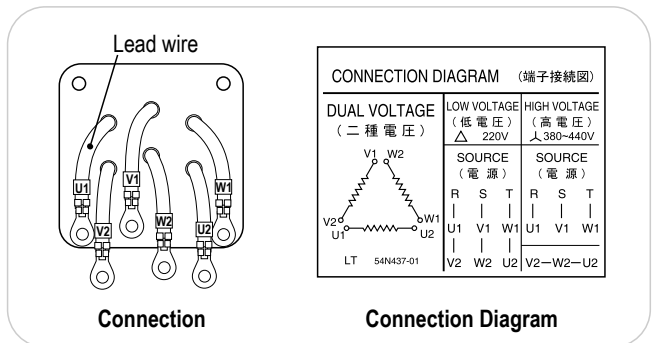 Lead wire
U1
V1
W1
V2
W2
U2
Connection
CONNECTION DIAGRAM (端子接続図)
DUAL VOLTAGE
(二種電圧)
V1 W2
V2 W1
U1 U2
LT 54N437-01
LOW VOLTAGE
(低電圧)
△ 220V
SOURCE
(電源)
R S T
U1 V1 W1
V2 W2 U2
HIGH VOLTAGE
(高電圧)
人 380~440V
SOURCE
(電源)
R S T
U1 V1 W1
V2—W2—U2
Connection Diagram